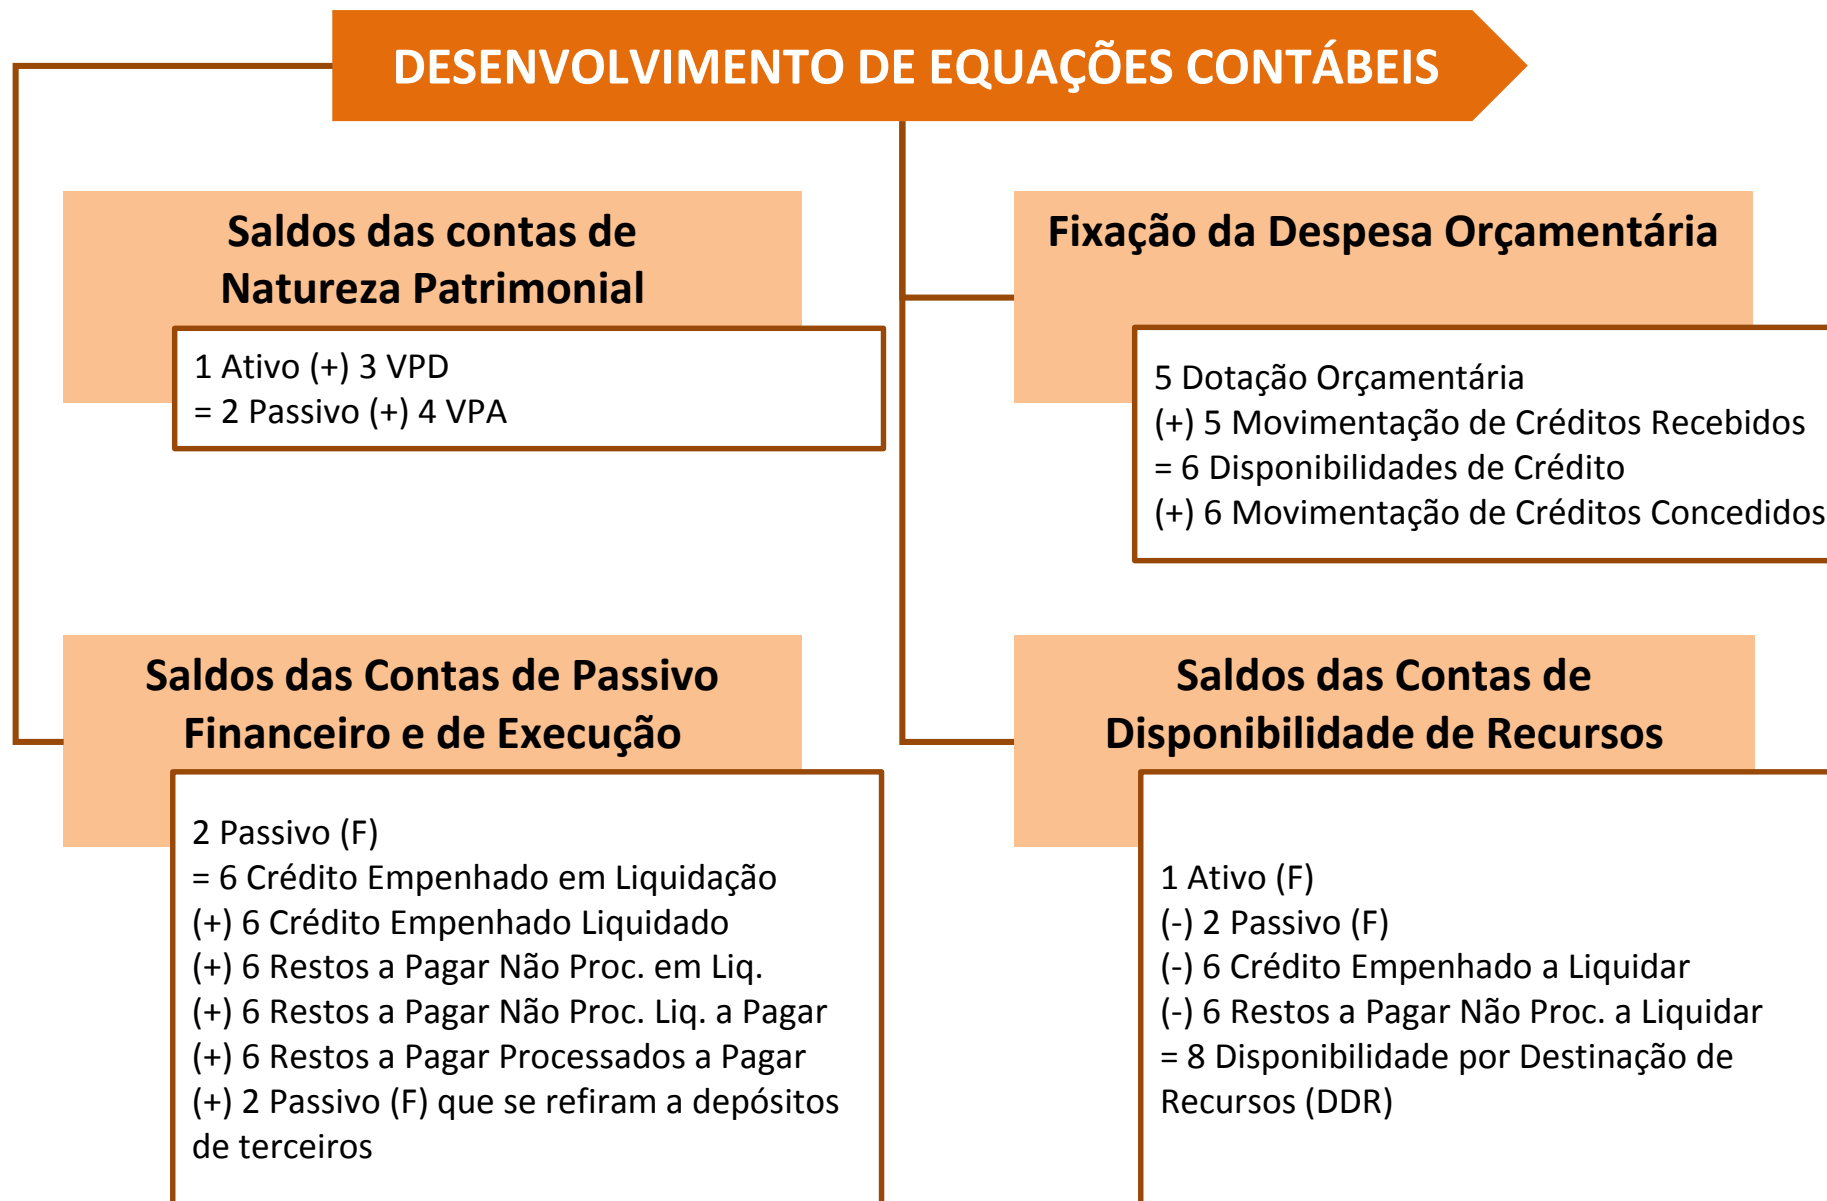 DESENVOLVIMENTO DE EQUAÇÕES CONTÁBEIS
Saldos das contas de
Natureza Patrimonial
1 Ativo (+) 3 VPD
= 2 Passivo (+) 4 VPA
Fixação da Despesa Orçamentária
5 Dotação Orçamentária
(+) 5 Movimentação de Créditos Recebidos
= 6 Disponibilidades de Crédito
(+) 6 Movimentação de Créditos Concedidos
Saldos das Contas de Passivo
Financeiro e de Execução
2 Passivo (F)
= 6 Crédito Empenhado em Liquidação
(+) 6 Crédito Empenhado Liquidado
(+) 6 Restos a Pagar Não Proc. em Liq.
(+) 6 Restos a Pagar Não Proc. Liq. a Pagar
(+) 6 Restos a Pagar Processados a Pagar
(+) 2 Passivo (F) que se refiram a depósitos
de terceiros
Saldos das Contas de
Disponibilidade de Recursos
1 Ativo (F)
(-) 2 Passivo (F)
(-) 6 Crédito Empenhado a Liquidar
(-) 6 Restos a Pagar Não Proc. a Liquidar
= 8 Disponibilidade por Destinação de
Recursos (DDR)